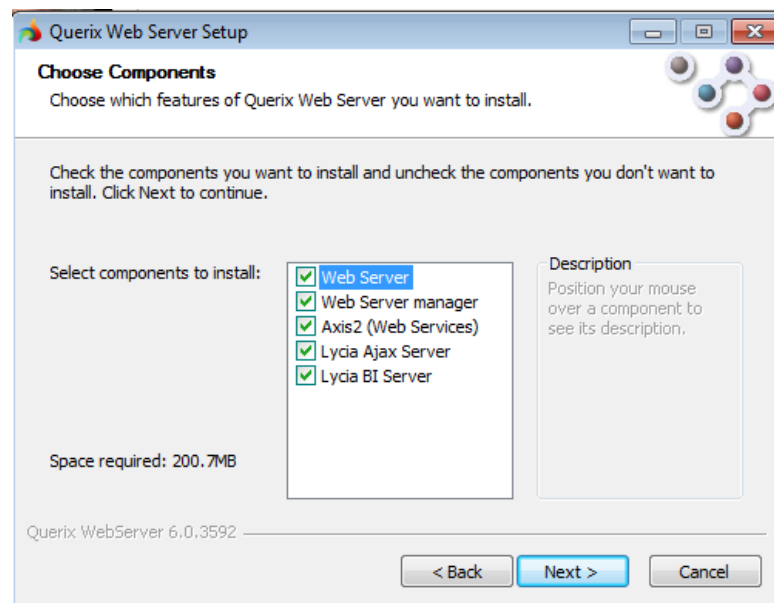 Querix Web Server Setup
Choose Components
Choose which features of Querix Web Server you want to install.
Check the components you want to install and uncheck the components you don't want to
install. Click Next to continue.
Select components to install:
Web Server
Web Server manager
Axis2 (Web Services)
Lycia Ajax Server
Lycia BI Server
Description
Position your mouse
over a component to
see its description.
Space required: 200.7MB
Querix WebServer 6.0.3592
< Back
Next >
Cancel